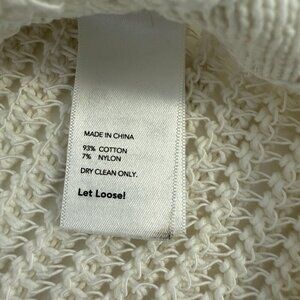 MADE IN CHINA
93% COTTON
7% NYLON
DRY CLEAN ONLY.
Let Loose!